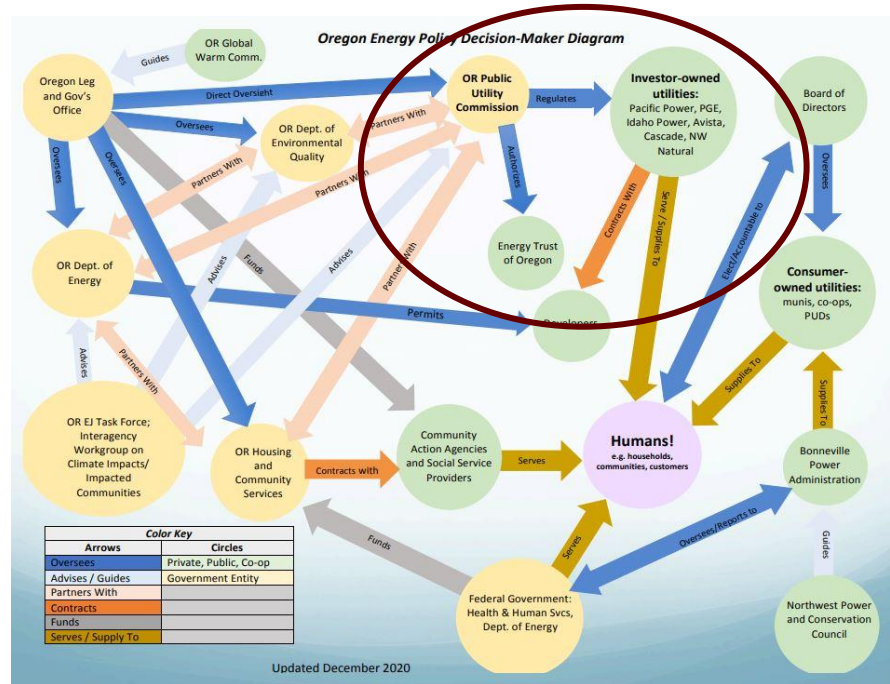 Oregon Energy Policy Decision-Maker Diagram
OR Global
Warm Comm.
Guides
Oregon Leg
and Gov's
Office
Direct Oversight
OR Public
Utility
Commission
Regulates
Investor-owned
utilities:
Pacific Power, PGE,
Idaho Power, Avista,
Cascade, NW
Natural
Board of
Directors
Oversees
OR Dept. of
Environmental
Quality
Partners With
Oversees
Oversees
Partners With
Partners With
Authorizes
Contracts With
Serve / Supplies To
Elect/Accountable to
Oversees
Energy Trust
of Oregon
OR Dept. of
Energy
Advises
Funds
Advises
Partners With
Consumer-
owned utilities:
munis, co-ops,
PUDs
Permits
Developers
Advises
Partners With
Supplies To
Supplies To
OR EJ Task Force;
Interagency
Workgroup on
Climate Impacts/
Impacted
Communities
OR Housing
and
Community
Services
Contracts with
Community
Action Agencies
and Social Service
Providers
Serves
Humans!
e.g. households,
communities, customers
Bonneville
Power
Administration
Funds
Serves
Oversees/Reports to
Guides
Federal Government:
Health & Human Svcs,
Dept. of Energy
Northwest Power
and Conservation
Council
Color Key
Arrows Circles
Oversees Private, Public, Co-op
Advises / Guides Government Entity
Partners With
Contracts
Funds
Serves / Supply To
Updated December 2020